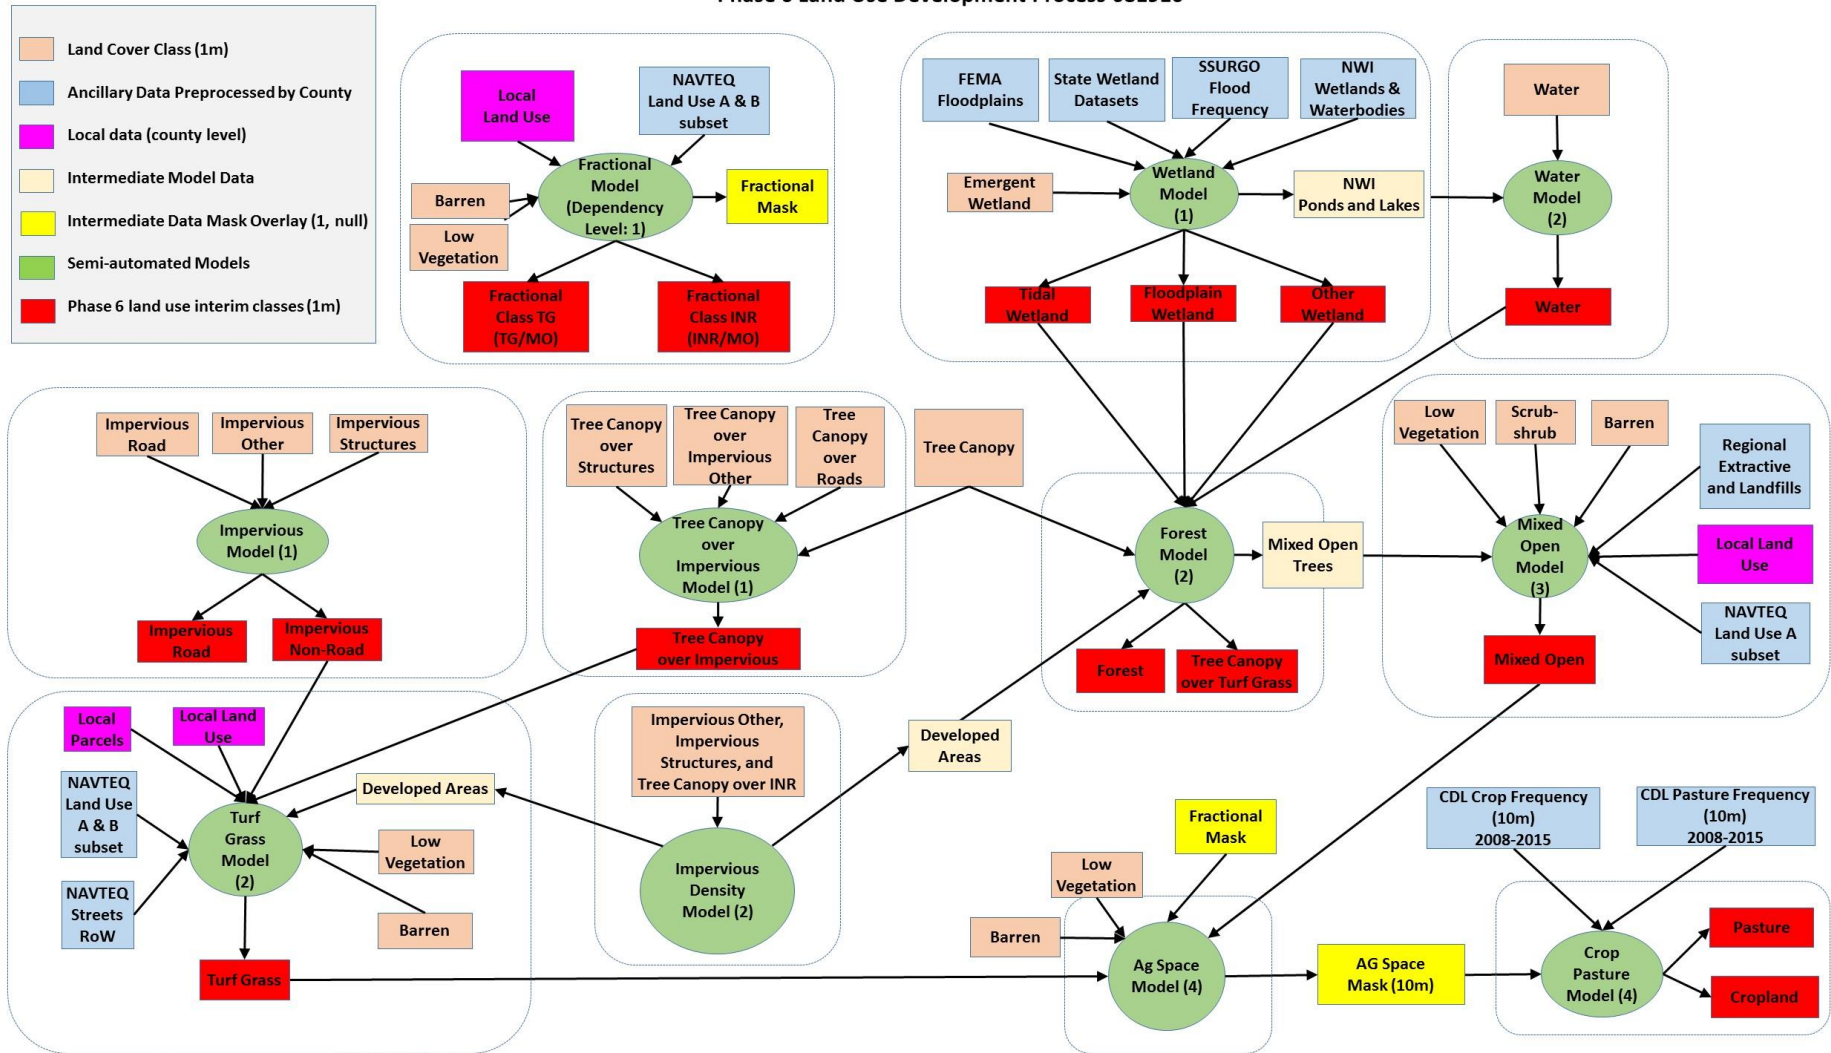 Phase 6 Land Use Development Process
Land Cover Class (1m)
Ancillary Data Preprocessed by County
Local data (county level)
Intermediate Model Data
Intermediate Data Mask Overlay (1, null)
Semi-automated Models
Phase 6 land use interim classes (1m)
Local
Land Use
NAVTEQ
Land Use A & B
subset
Fractional
Model
(Dependency
Level: 1)
Barren
Low
Vegetation
Fractional
Mask
Fractional
Class TG
(TG/MO)
Fractional
Class INR
(INR/MO)
FEMA
Floodplains
State Wetland
Datasets
SSURGO
Flood
Frequency
NWI
Wetlands &
Waterbodies
Emergent
Wetland
Wetland
Model
(1)
NWI
Ponds and Lakes
Tidal
Wetland
Floodplain
Wetland
Other
Wetland
Water
Water
Model
(2)
Water
Impervious
Road
Impervious
Other
Impervious
Structures
Impervious
Model (1)
Impervious
Road
Impervious
Non-Road
Tree Canopy
over
Structures
Tree Canopy
over
Impervious
Other
Tree
Canopy
over
Roads
Tree Canopy
over
Impervious
Model (1)
Tree Canopy
over Impervious
Tree Canopy
Forest
Model
(2)
Mixed Open
Trees
Forest
Tree Canopy
over Turf Grass
Low
Vegetation
Scrub-
shrub
Barren
Regional
Extractive
and Landfills
Local Land
Use
NAVTEQ
Land Use A
subset
Mixed
Open
Model
(3)
Mixed Open
Local
Parcels
Local Land
Use
NAVTEQ
Land Use
A & B
subset
NAVTEQ
Streets
RoW
Turf
Grass
Model
(2)
Developed Areas
Low
Vegetation
Barren
Turf Grass
Impervious Other,
Impervious
Structures, and
Tree Canopy over INR
Impervious
Density
Model (2)
Developed
Areas
Fractional
Mask
Low
Vegetation
Barren
Ag Space
Model (4)
AG Space
Mask (10m)
CDL Crop Frequency
(10m)
2008-2015
CDL Pasture Frequency
(10m)
2008-2015
Crop
Pasture
Model (4)
Pasture
Cropland